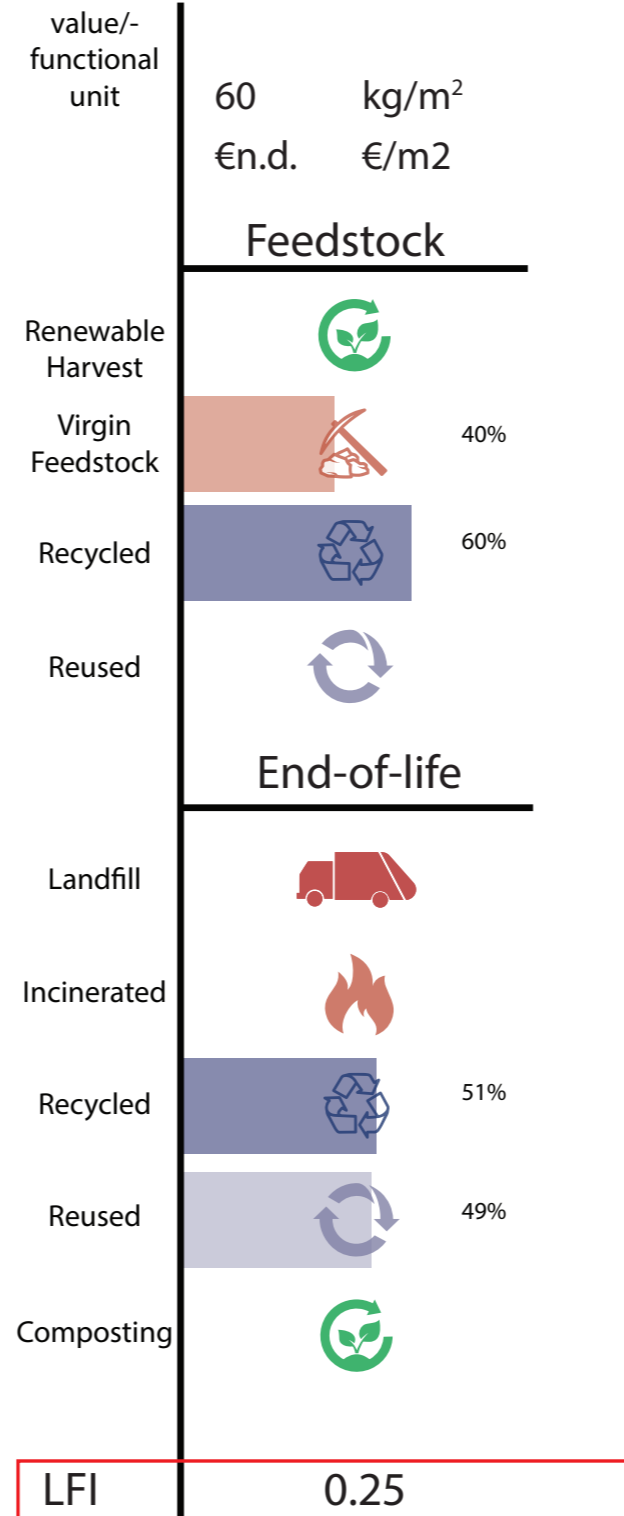 value/-
functional
unit
60 kg/m²
€n.d. €/m2
Feedstock
Renewable
Harvest
Virgin
Feedstock
40%
Recycled
60%
Reused
End-of-life
Landfill
Incinerated
Recycled
51%
Reused
49%
Composting
LFI 0.25